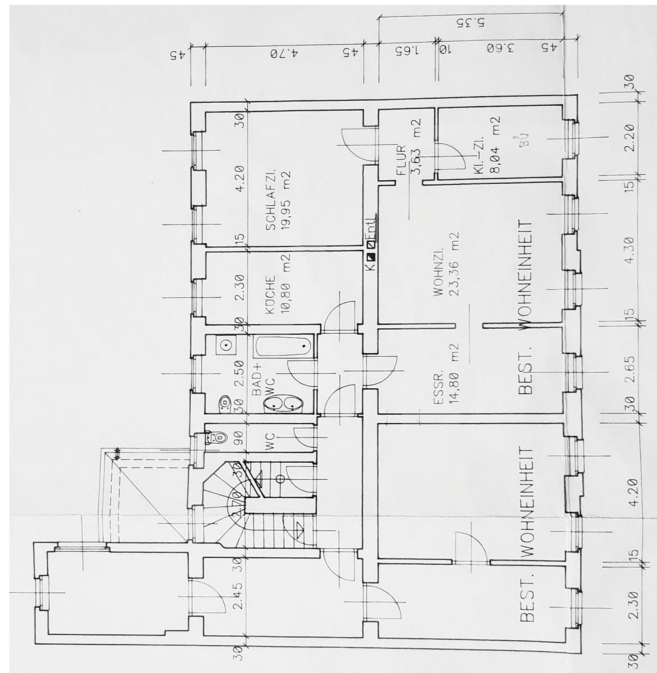 5.35
45
4.70
45
1.65
10
3.60
45
30
4.20
15
2.30
30
2.50
30
90
30
2.70
30
2.45
30
SCHLAFZI.
19,95 m2
KÜCHE
10,80 m2
BAD+
WC
WC
FLUR
3,63 m2
KI.-ZI.
8,04 m2
K
Entl.
WOHNZI.
23,36 m2
ESSR.
14,80 m2
BEST. WOHNEINHEIT
BEST. WOHNEINHEIT
30
2.20
15
4.30
15
2.65
30
4.20
15
2.30
30